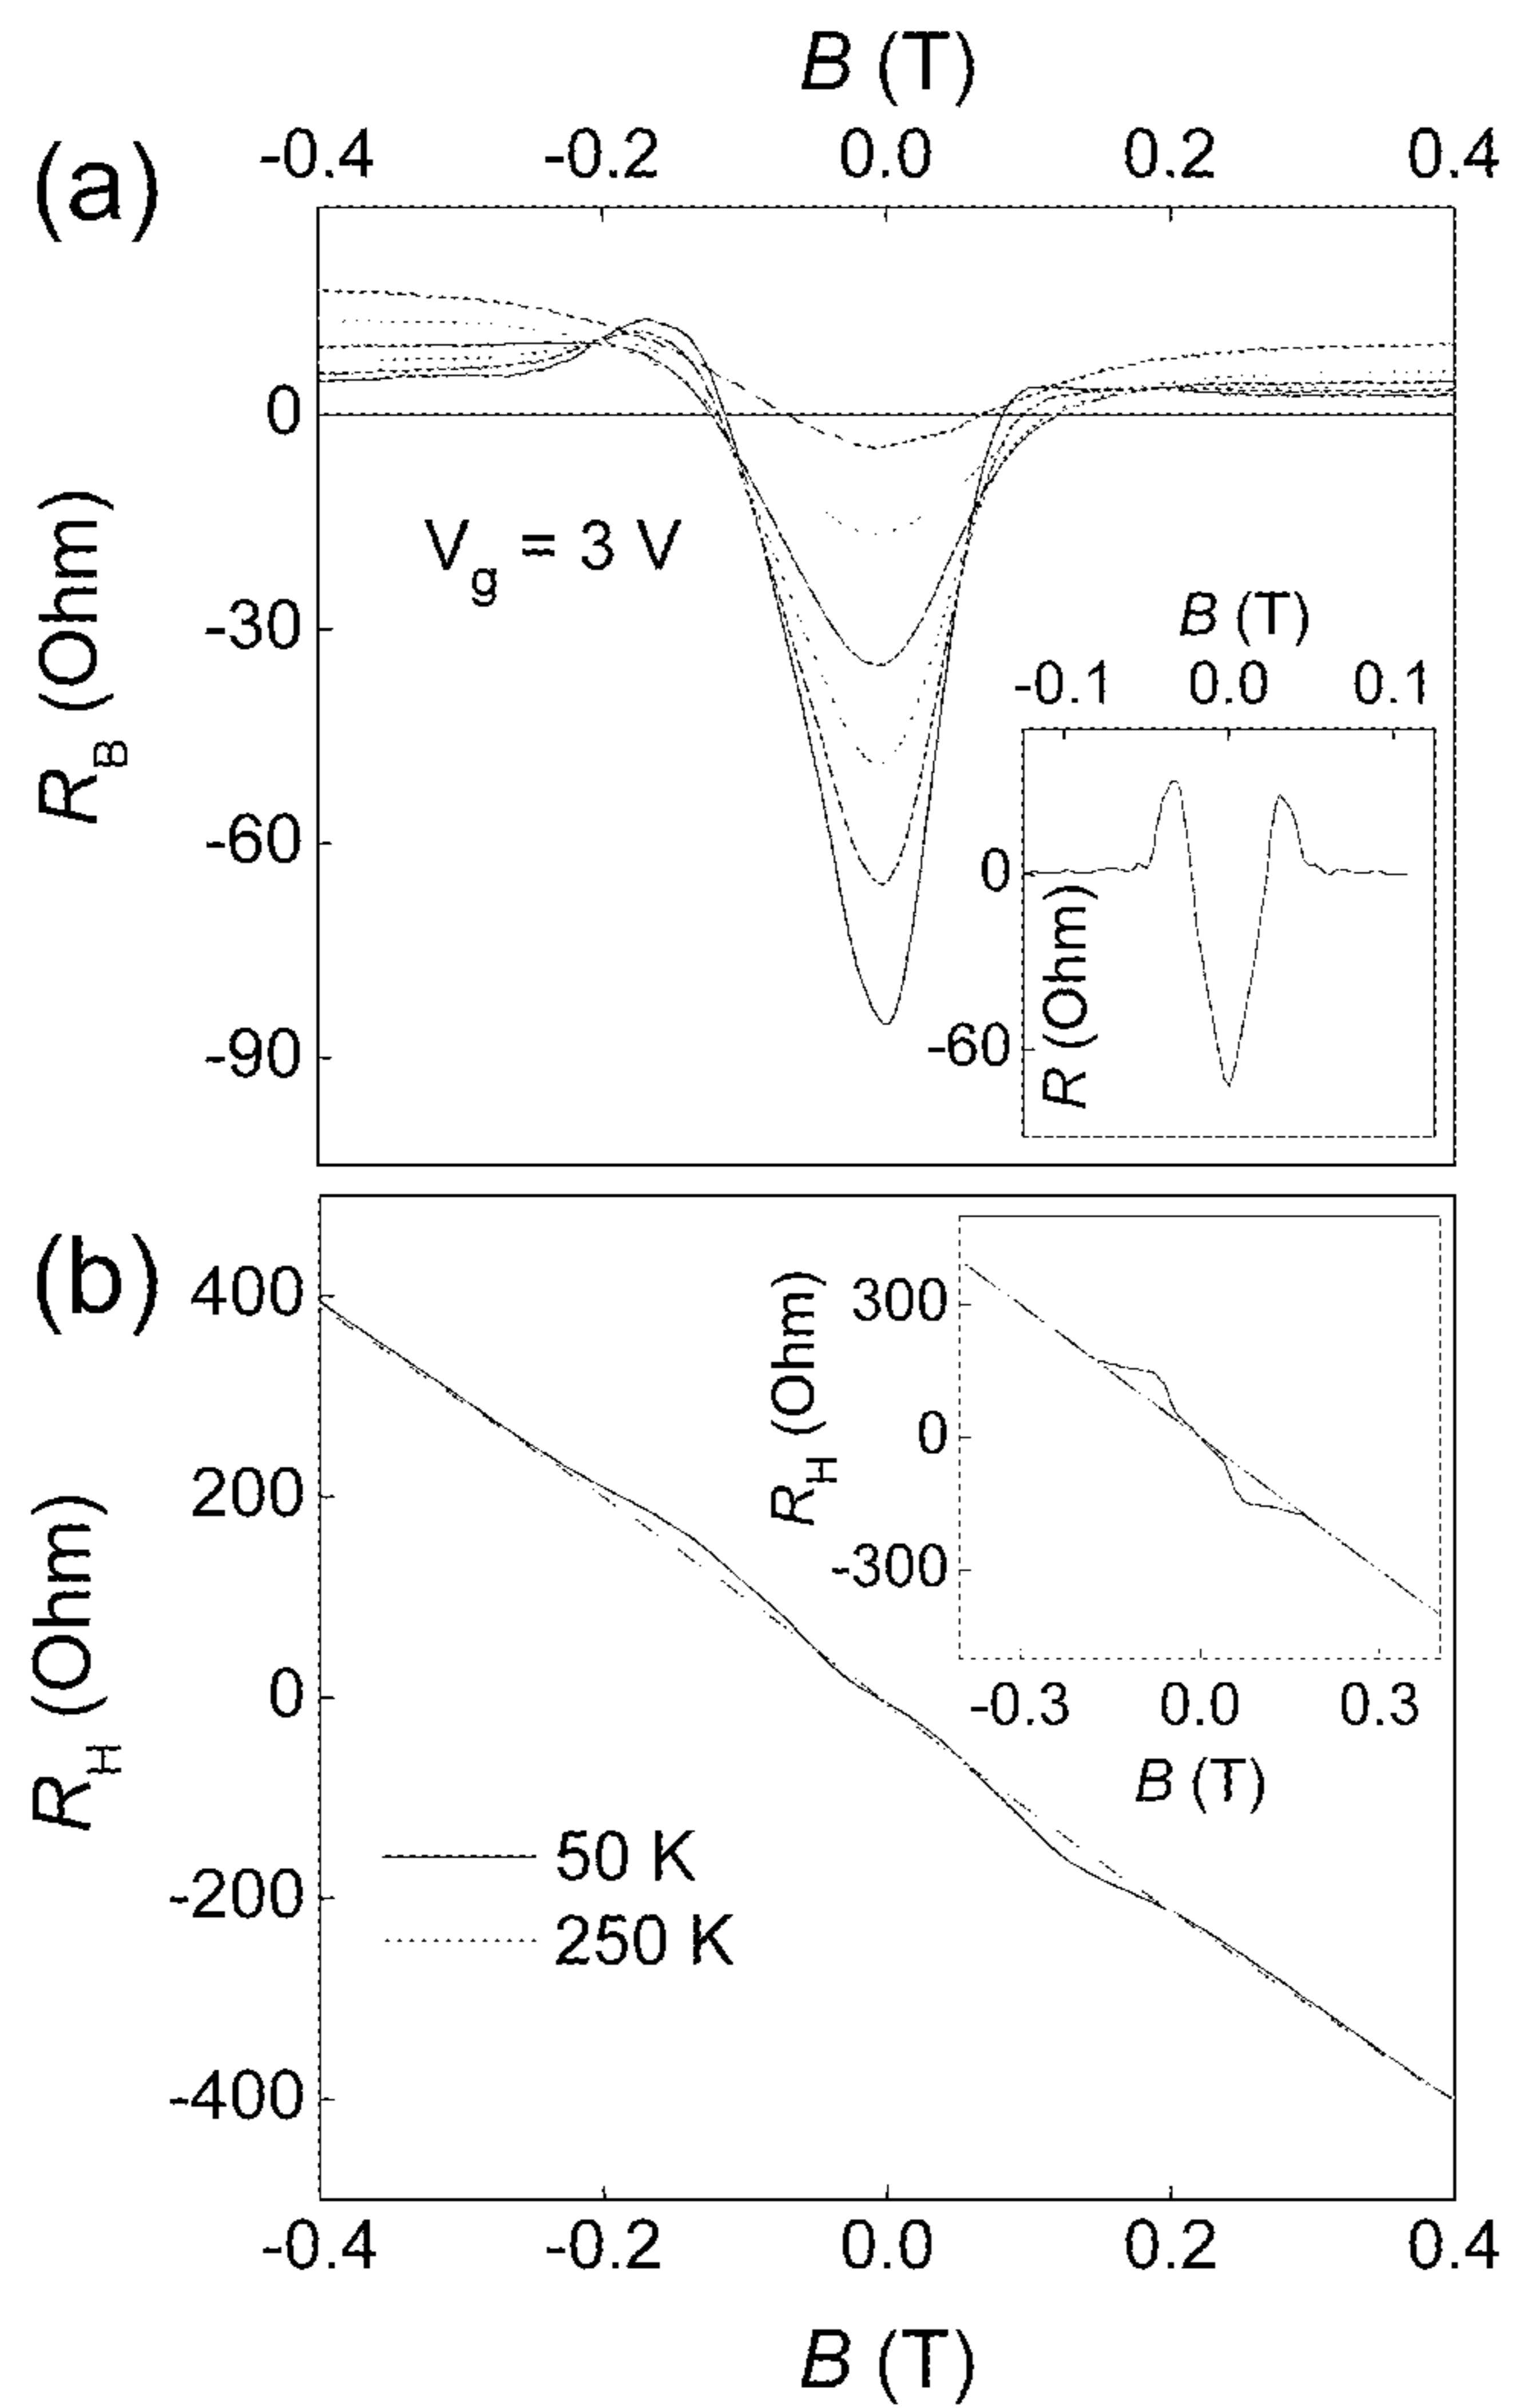 B (T)
-0.4 -0.2 0.0 0.2 0.4
(a)
0
-30
-60
-90
R_B (Ohm)
V_g = 3 V
B (T)
-0.1 0.0 0.1
0
-60
R (Ohm)
(b)
400
200
0
-200
-400
R_H (Ohm)
300
0
-300
R_H (Ohm)
-0.3 0.0 0.3
B (T)
50 K
250 K
-0.4 -0.2 0.0 0.2 0.4
B (T)